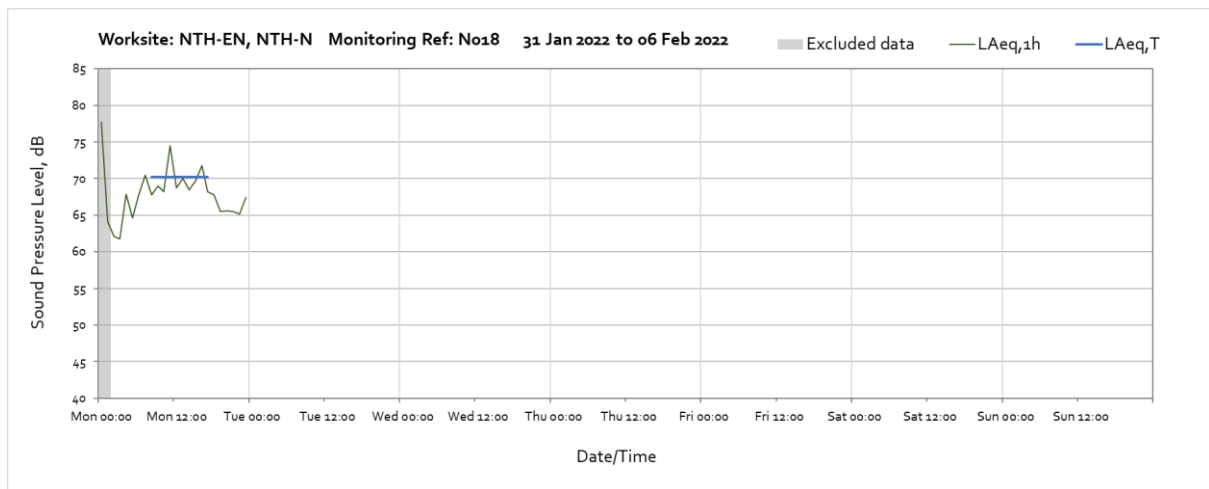 Worksite: NTH-EN, NTH-N Monitoring Ref: N018 31 Jan 2022 to 06 Feb 2022
Excluded data LAeq,1h LAeq,T
85
80
75
70
65
60
55
50
45
40
Sound Pressure Level, dB
Mon 00:00 Mon 12:00 Tue 00:00 Tue 12:00 Wed 00:00 Wed 12:00 Thu 00:00 Thu 12:00 Fri 00:00 Fri 12:00 Sat 00:00 Sat 12:00 Sun 00:00 Sun 12:00
Date/Time